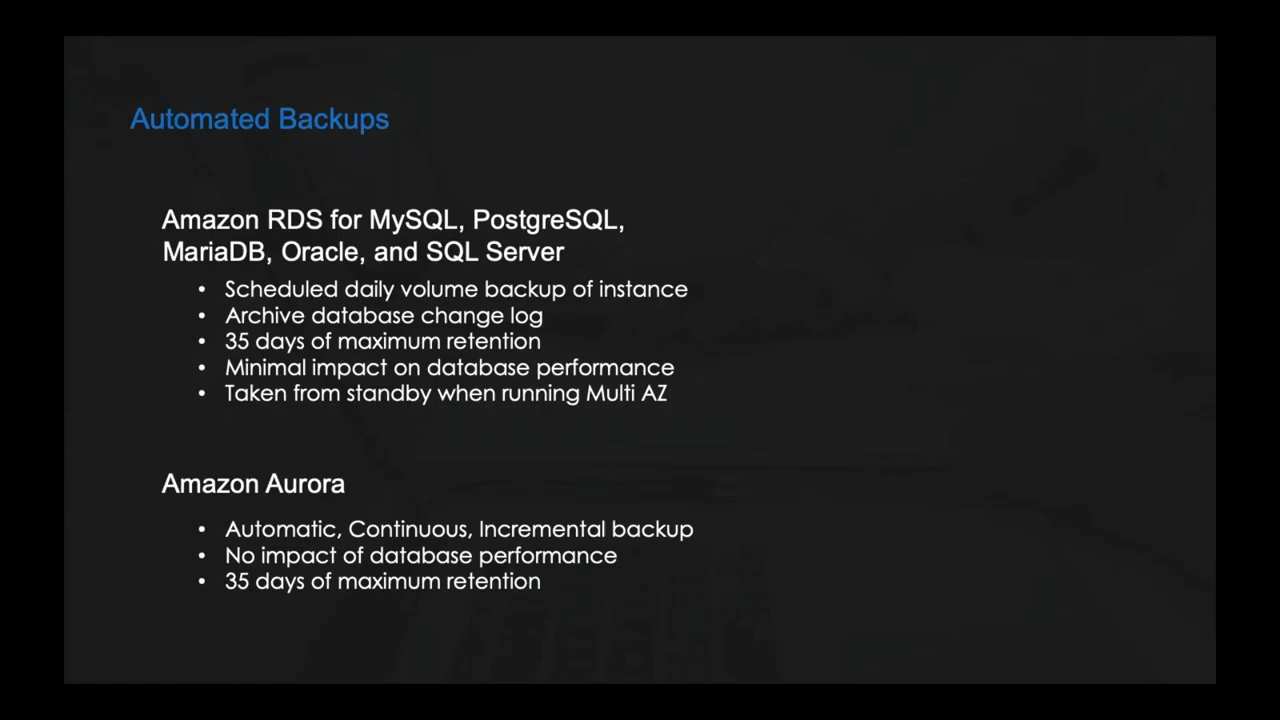 Automated Backups
Amazon RDS for MySQL, PostgreSQL,
MariaDB, Oracle, and SQL Server
• Scheduled daily volume backup of instance
• Archive database change log
• 35 days of maximum retention
• Minimal impact on database performance
• Taken from standby when running Multi AZ
Amazon Aurora
• Automatic, Continuous, Incremental backup
• No impact of database performance
• 35 days of maximum retention